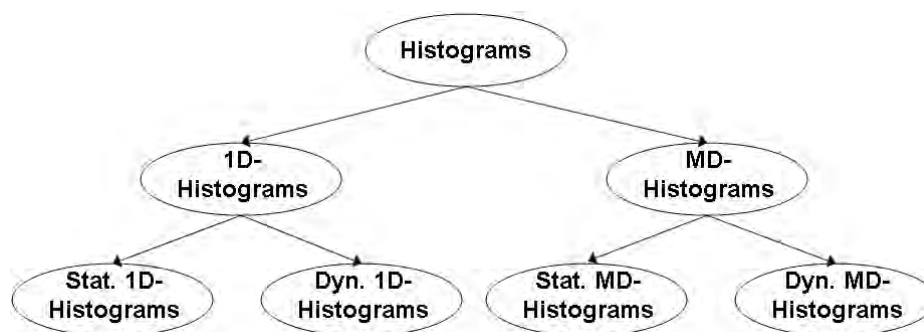 Histograms
1D-
Histograms
MD-
Histograms
Stat. 1D-
Histograms
Dyn. 1D-
Histograms
Stat. MD-
Histograms
Dyn. MD-
Histograms